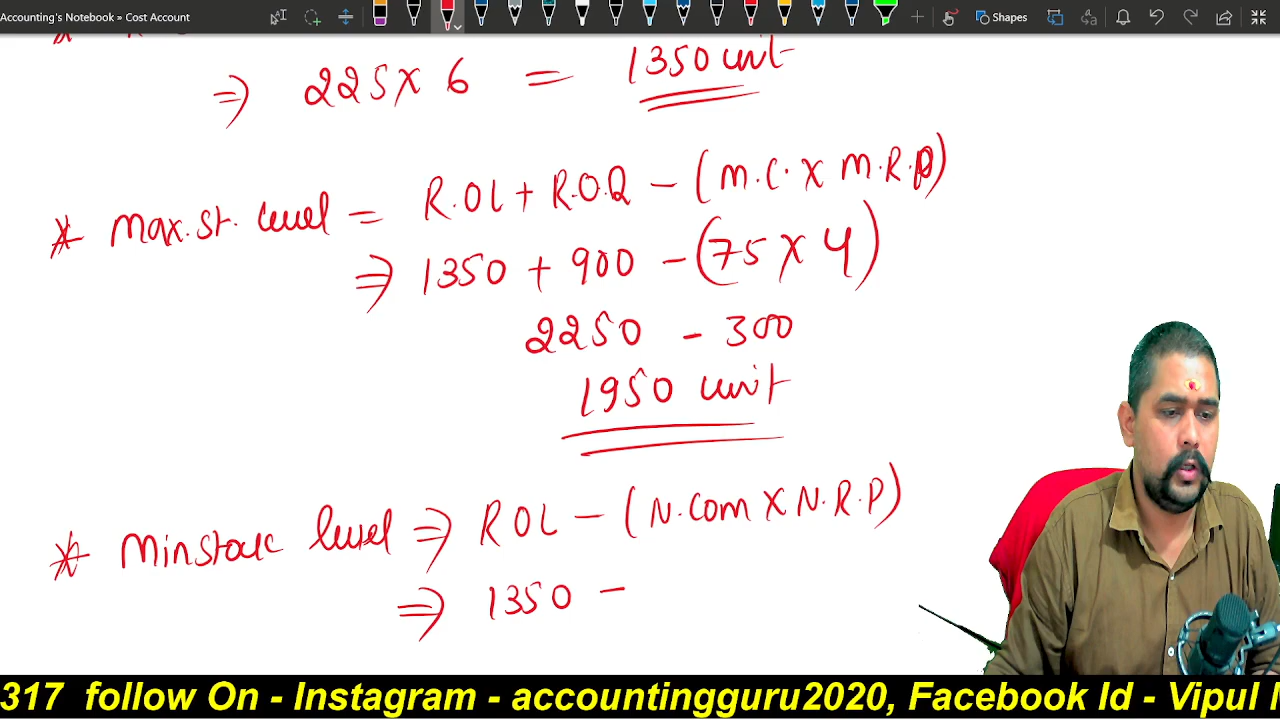 Accounting's Notebook » Cost Account
Shapes
⇒ 225 X 6 = 1350 unit
* Max. St. level = R.OL + R.O.Q - (M.C. X M.R.P)
⇒ 1350 + 900 - (75 X 4)
2250 - 300
1950 unit
* Min stock level ⇒ ROL - (N.Com X N.R.P)
⇒ 1350 -
317 follow On - Instagram - accountingguru2020, Facebook Id - Vipul